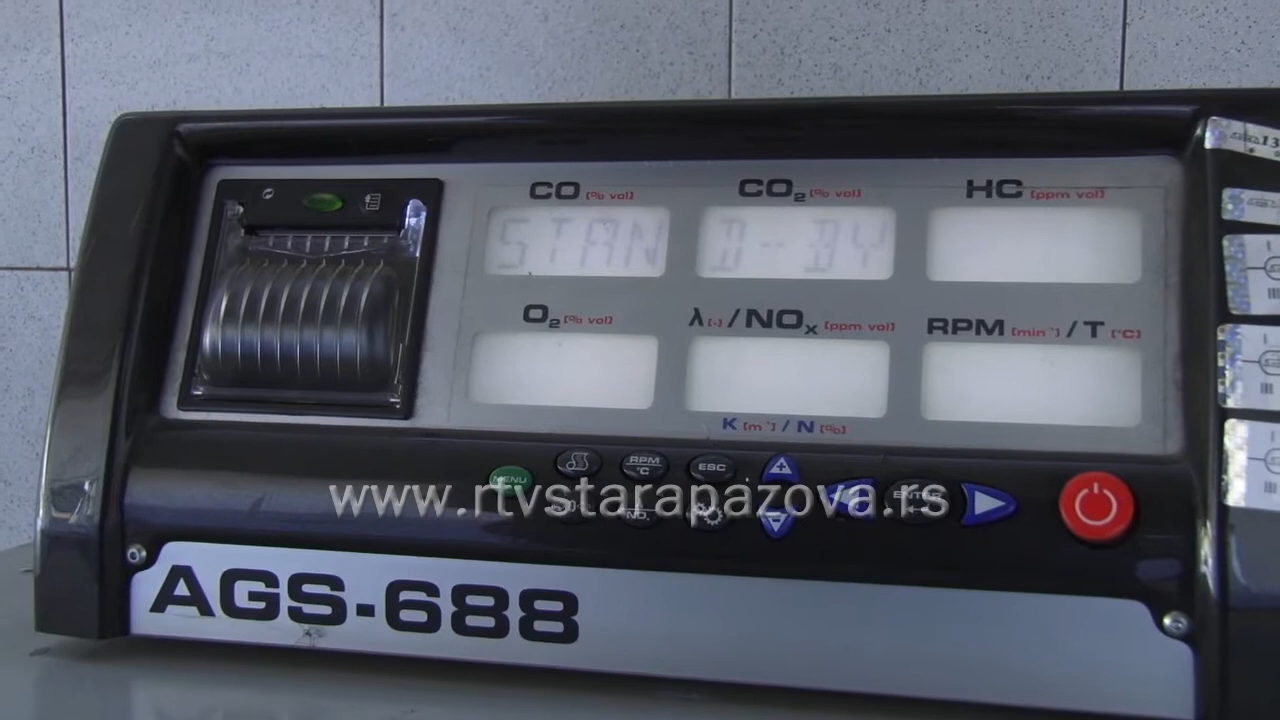 CO [% vol] CO₂ [% vol] HC [ppm vol]
STAN D-BY
O₂ [% vol] λ [-] / NOx [ppm vol] RPM [min⁻¹] / T [°C]
K [m⁻¹] / N [%]
MENU RPM/°C ESC + ENTER
NOx -
www.rtvstarapazova.rs
AGS-688